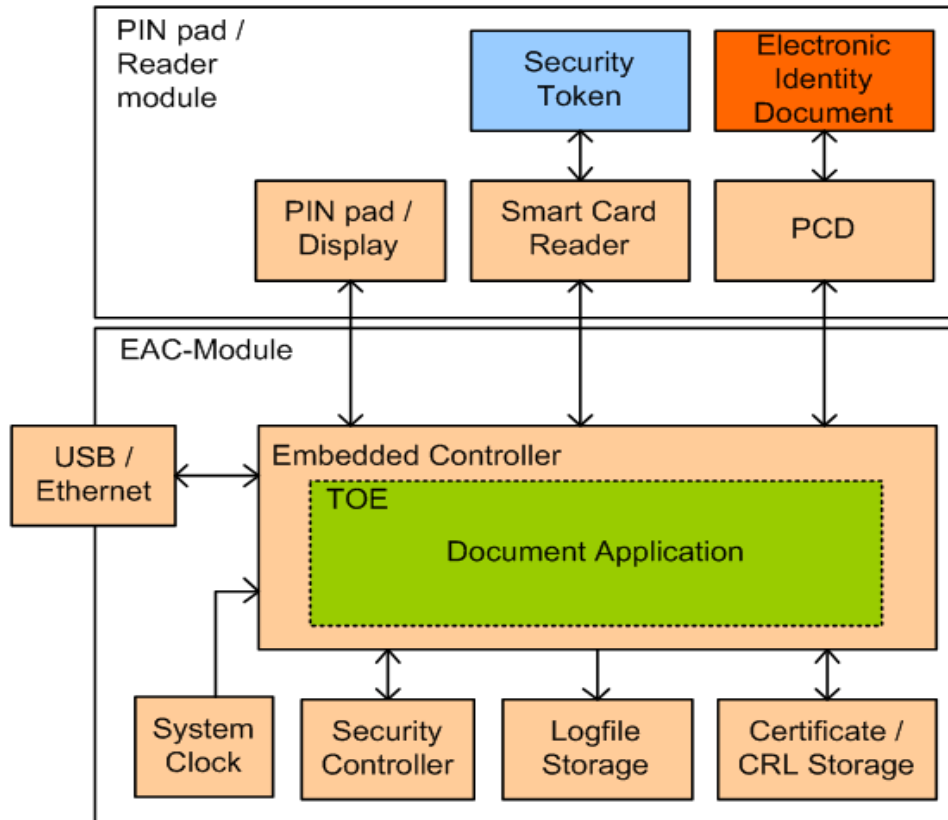 PIN pad /
Reader
module
Security
Token
Electronic
Identity
Document
PIN pad /
Display
Smart Card
Reader
PCD
EAC-Module
USB /
Ethernet
Embedded Controller
TOE
Document Application
System
Clock
Security
Controller
Logfile
Storage
Certificate /
CRL Storage